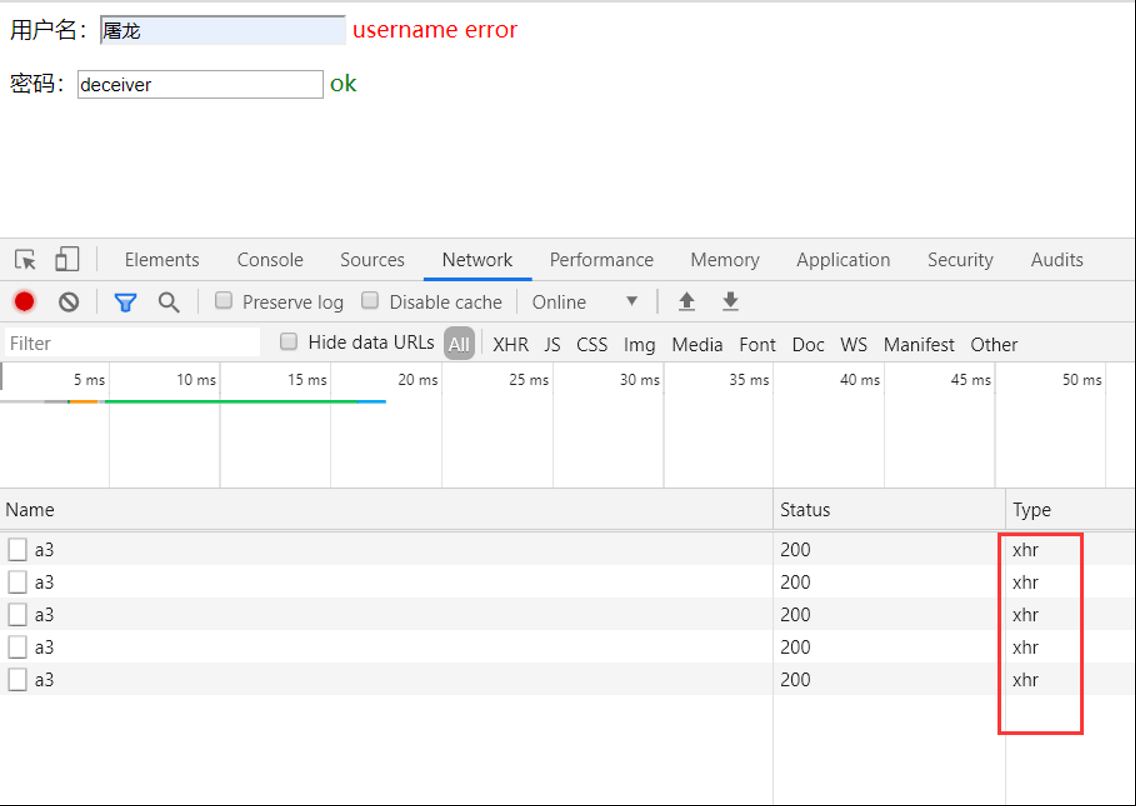 用户名：屠龙 username error
密码：deceiver ok
Elements Console Sources Network Performance Memory Application Security Audits
Preserve log Disable cache Online
Filter Hide data URLs All XHR JS CSS Img Media Font Doc WS Manifest Other
5 ms 10 ms 15 ms 20 ms 25 ms 30 ms 35 ms 40 ms 45 ms 50 ms
Name Status Type
a3 200 xhr
a3 200 xhr
a3 200 xhr
a3 200 xhr
a3 200 xhr